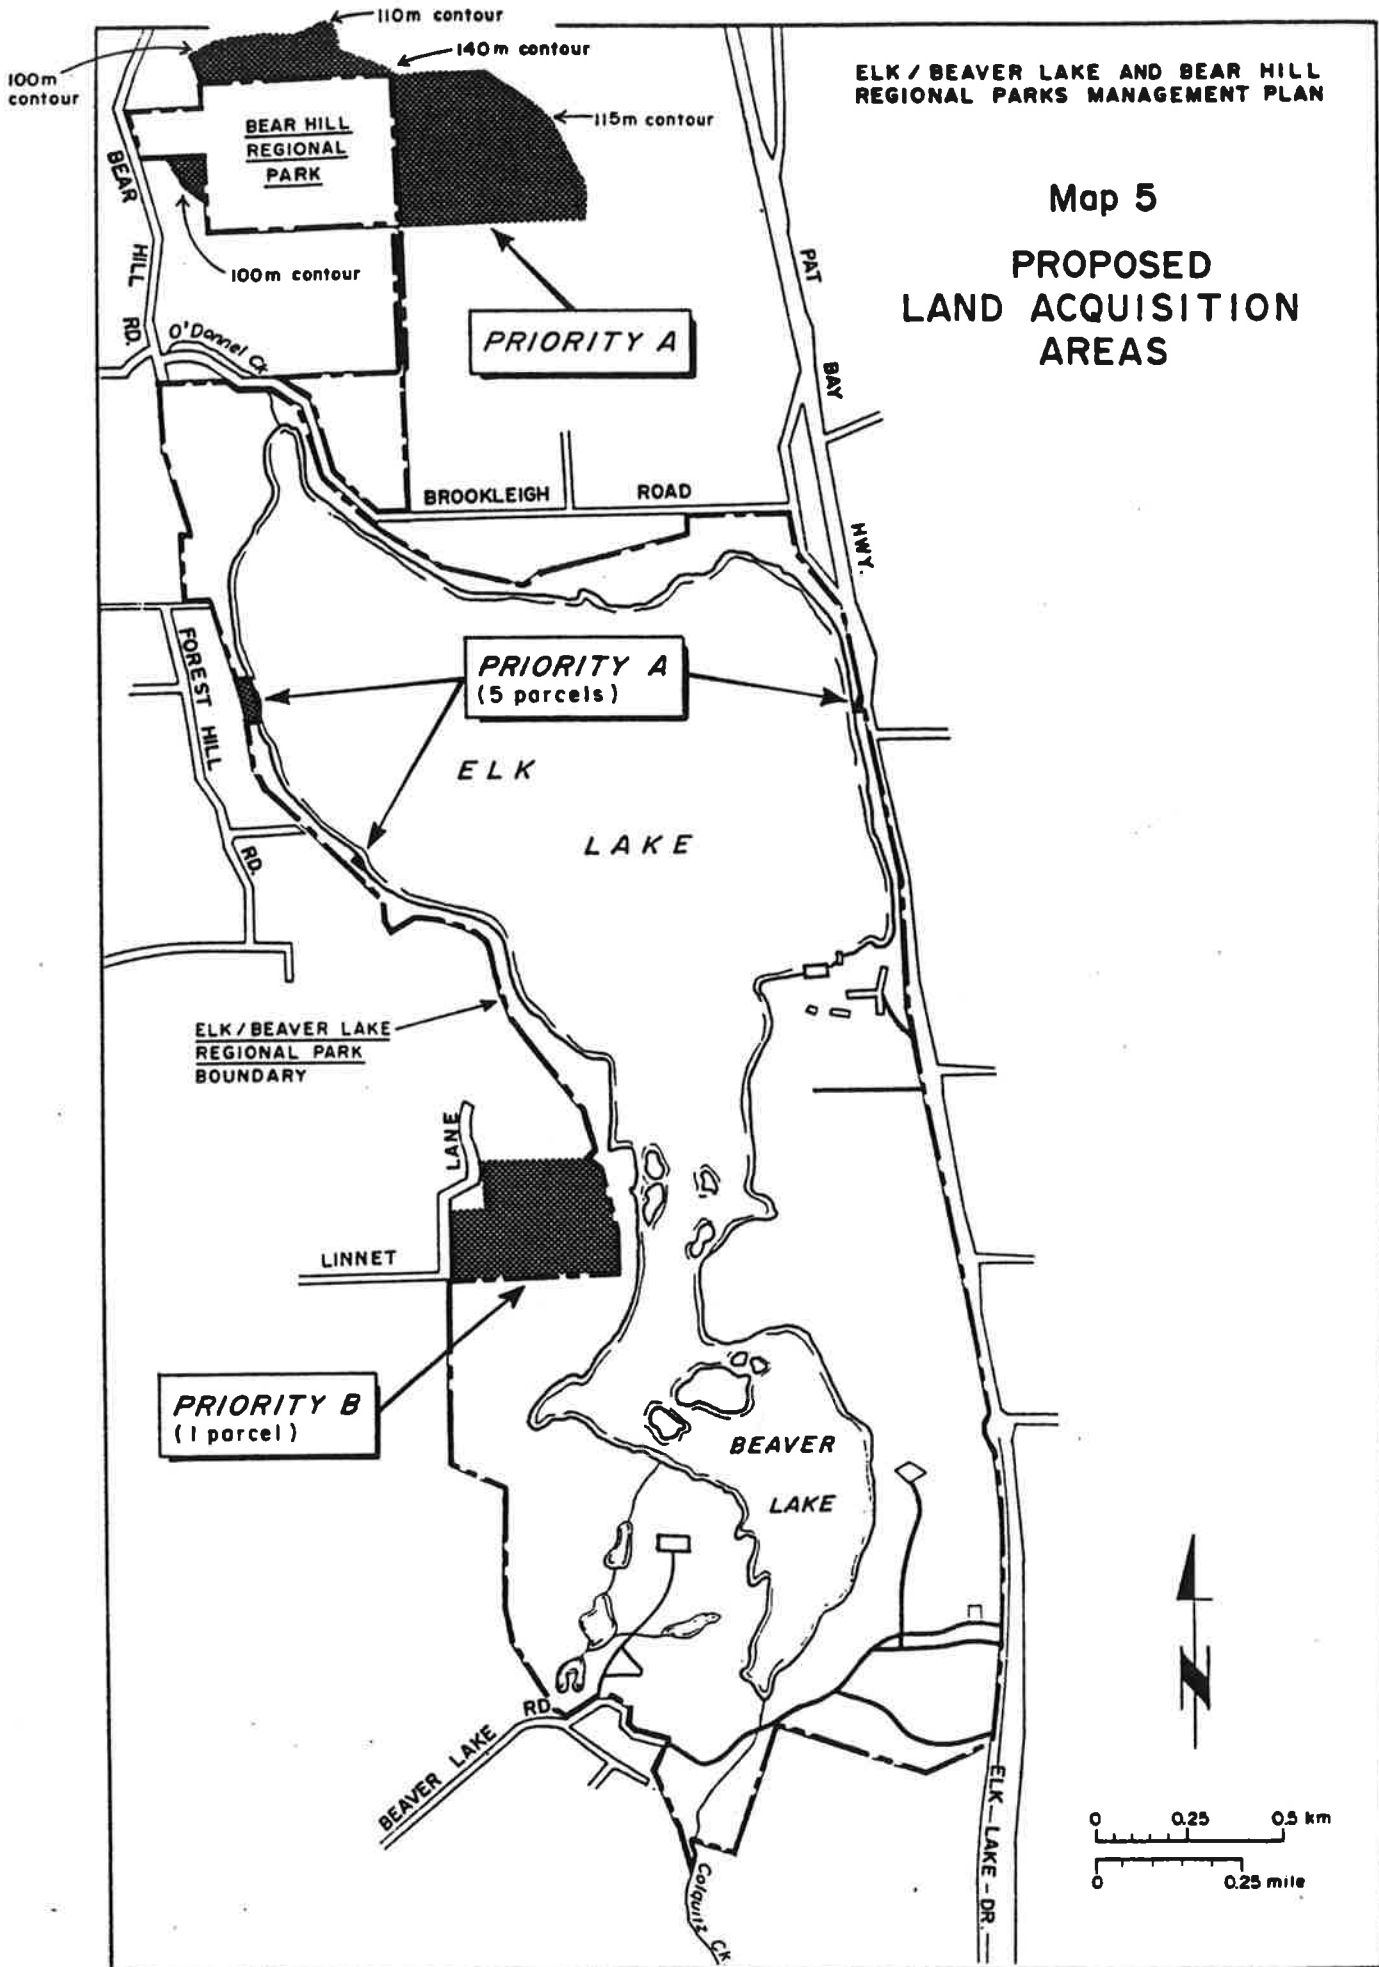 110m contour
140m contour
100m
contour
ELK / BEAVER LAKE AND BEAR HILL
REGIONAL PARKS MANAGEMENT PLAN
115m contour
BEAR HILL
REGIONAL
PARK
Map 5
PROPOSED
LAND ACQUISITION
AREAS
BEAR HILL RD.
100m contour
PAT BAY HWY.
O'Donnel Ck
PRIORITY A
BROOKLEIGH ROAD
FOREST HILL RD.
PRIORITY A
(5 parcels)
ELK
LAKE
ELK/BEAVER LAKE
REGIONAL PARK
BOUNDARY
LANE
LINNET
PRIORITY B
(1 parcel)
BEAVER
LAKE
BEAVER LAKE RD.
ELK-LAKE-DR.
Colquitz Ck
N
0 0.25 0.5 km
0 0.25 mile